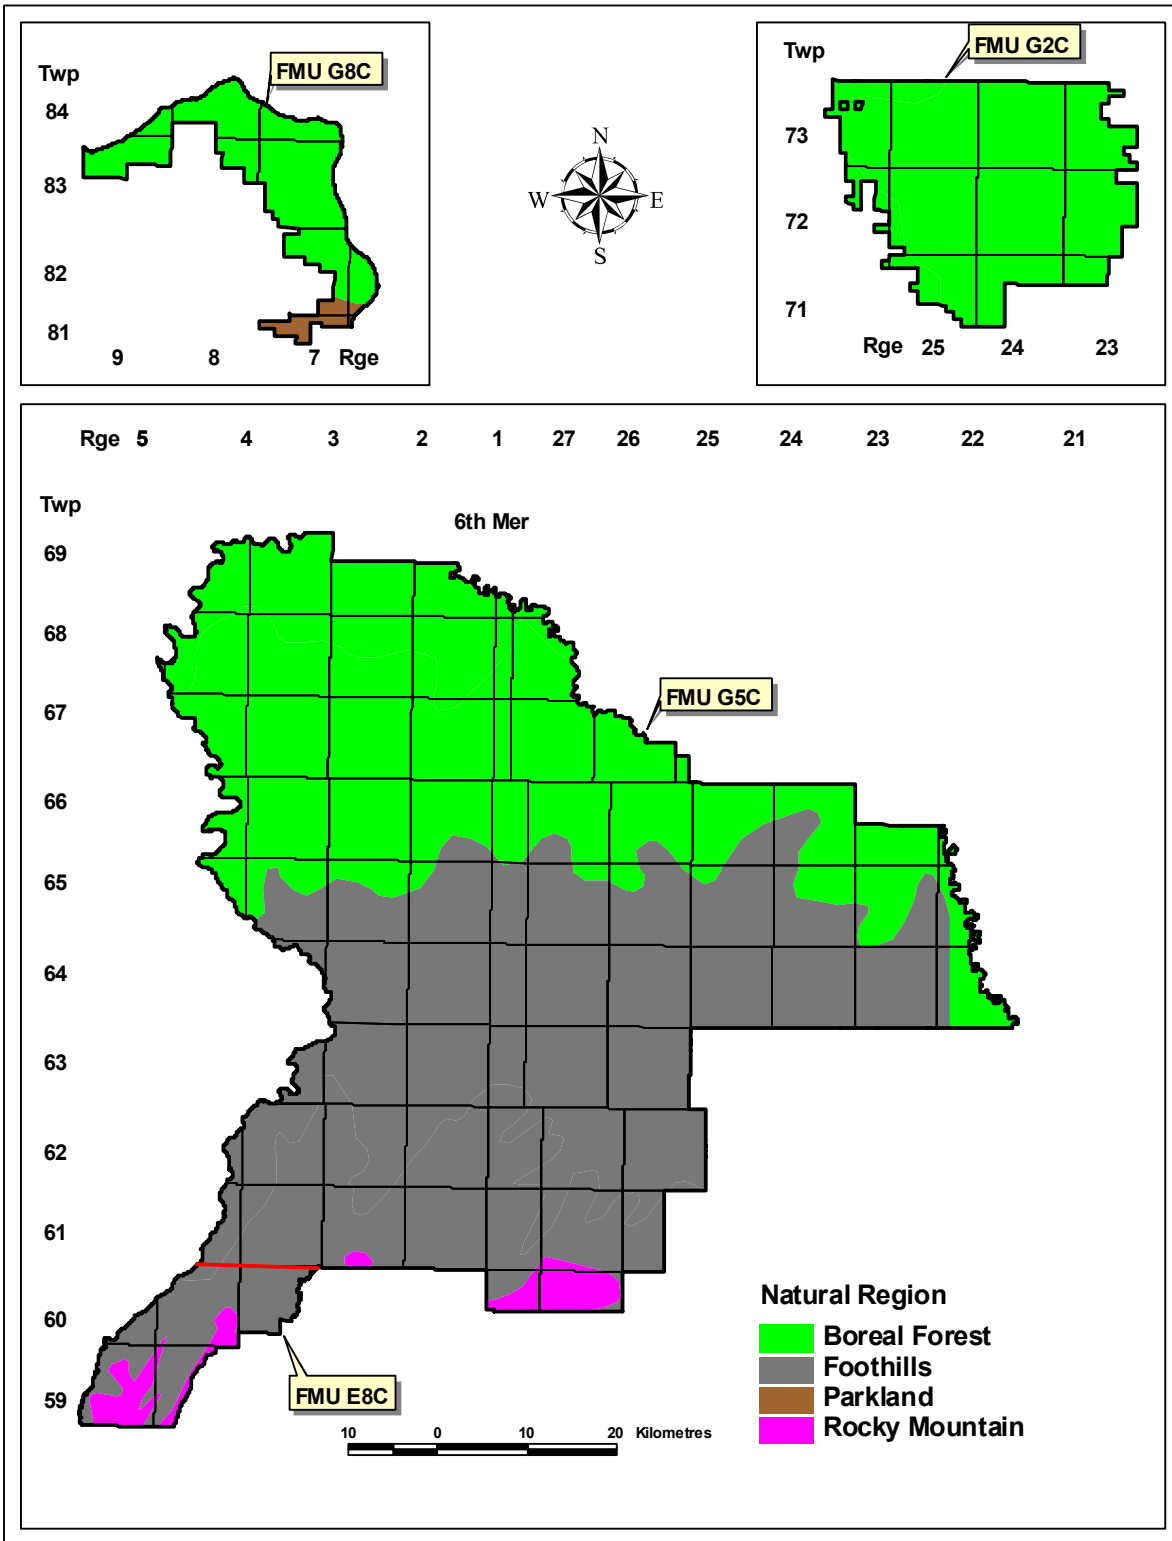 FMU G8C
Twp
84
83
82
81
9 8 7 Rge
N
W E
S
FMU G2C
Twp
73
72
71
Rge 25 24 23
Rge 5 4 3 2 1 27 26 25 24 23 22 21
Twp
6th Mer
69
68
67
FMU G5C
66
65
64
63
62
61
60
59
FMU E8C
Natural Region
Boreal Forest
Foothills
Parkland
Rocky Mountain
10 0 10 20 Kilometres